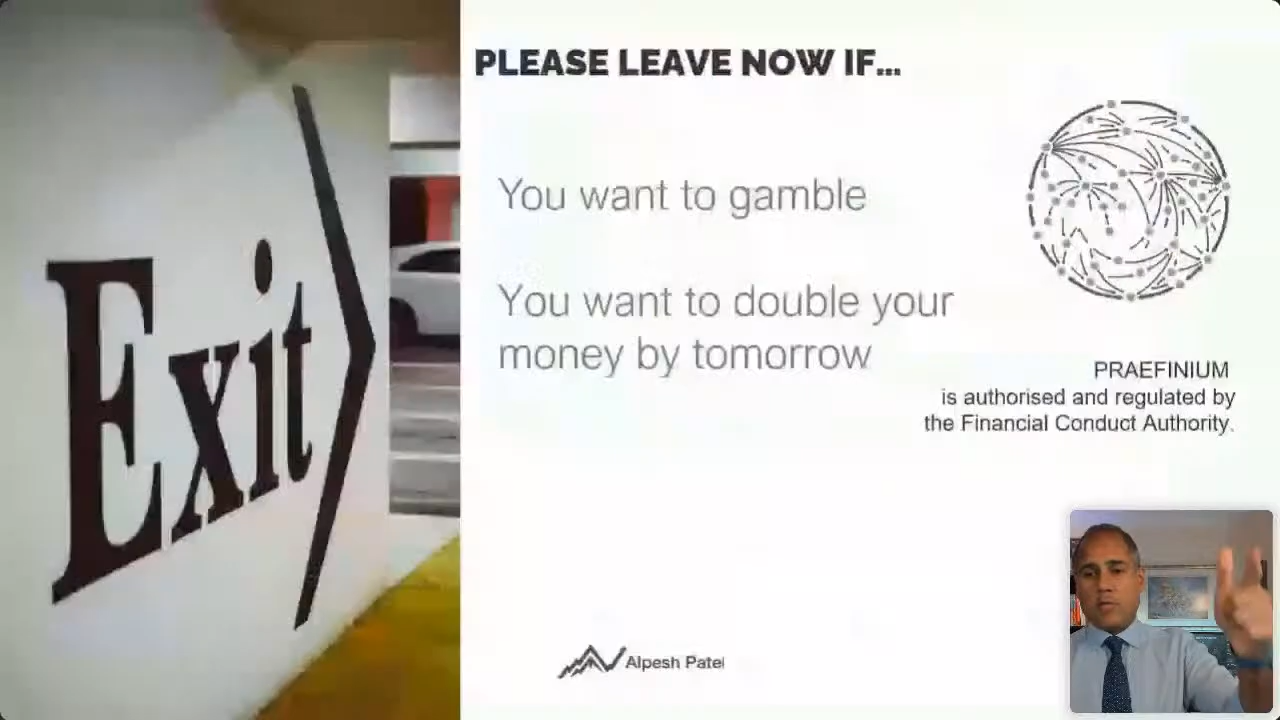 PLEASE LEAVE NOW IF...
Exit
You want to gamble
You want to double your
money by tomorrow
PRAEFINIUM
is authorised and regulated by
the Financial Conduct Authority.
Alpesh Patel